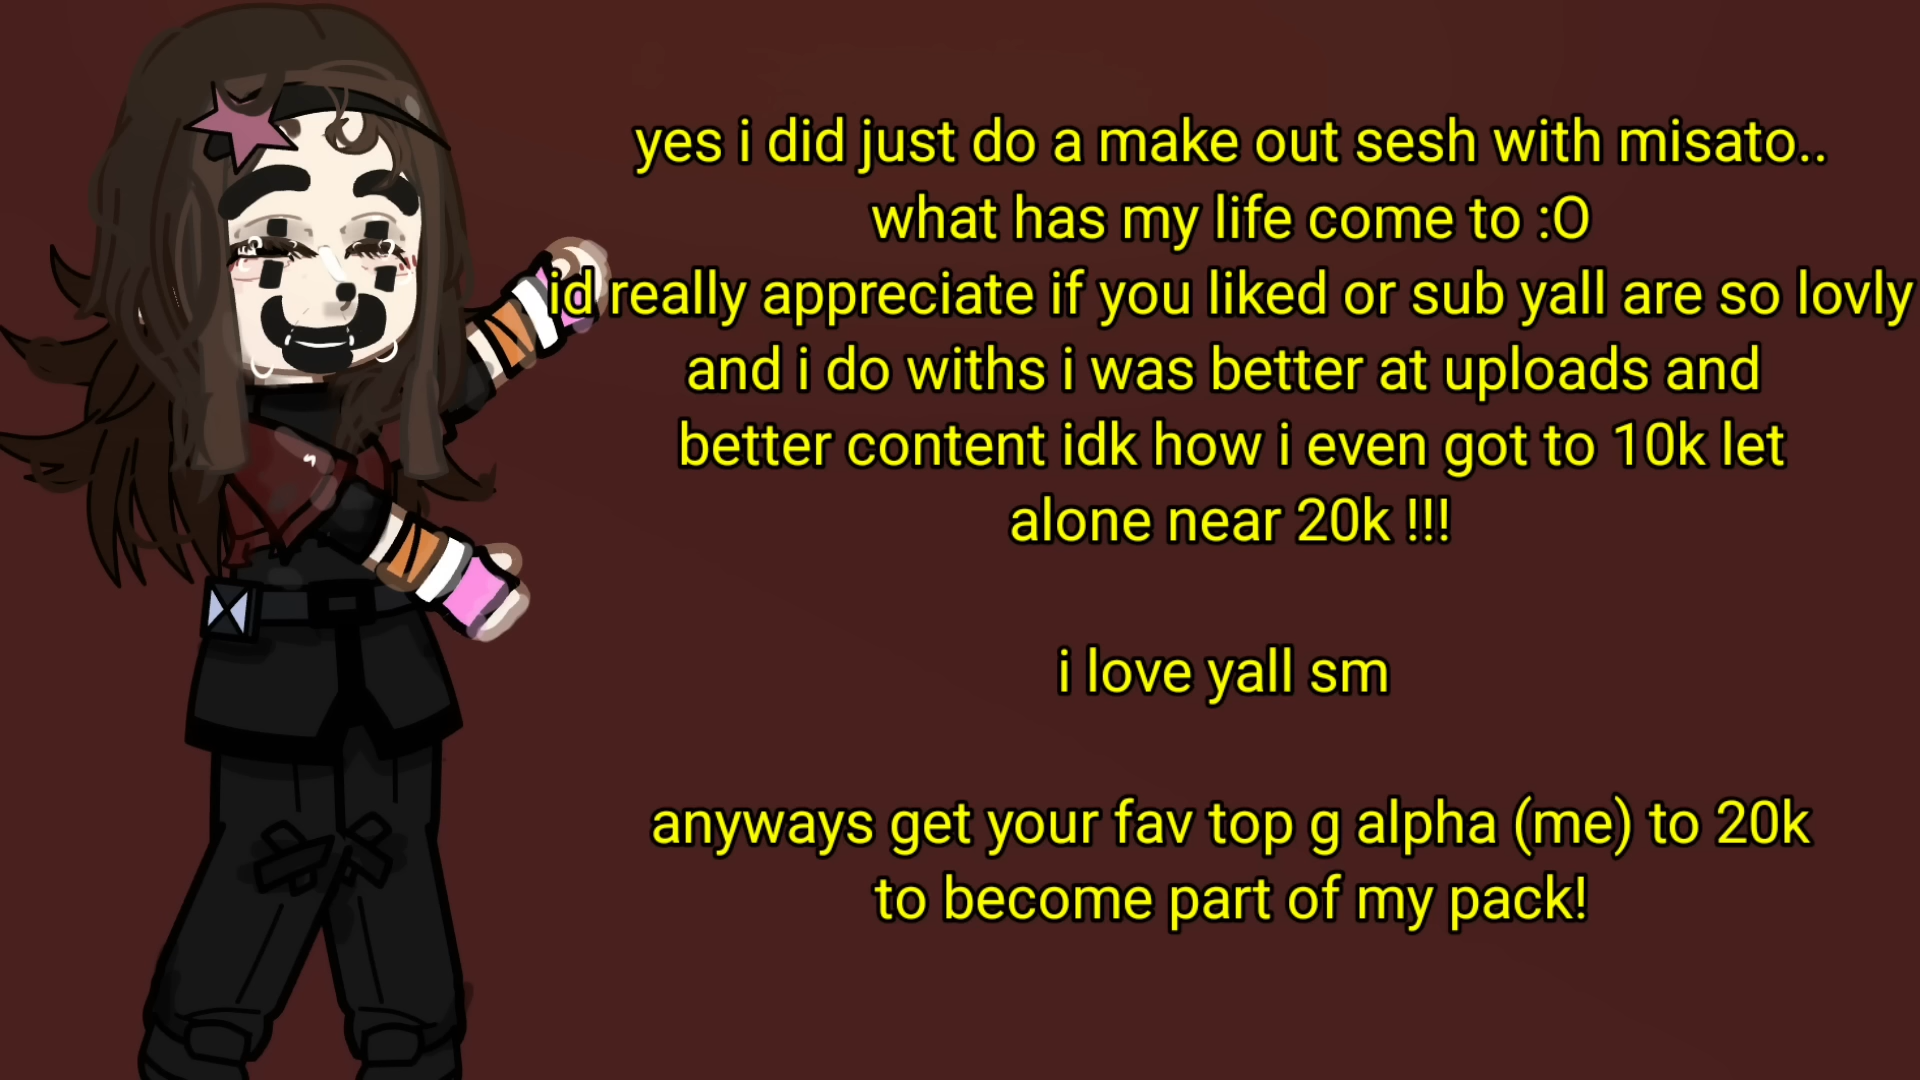 yes i did just do a make out sesh with misato..
what has my life come to :O
id really appreciate if you liked or sub yall are so lovly
and i do withs i was better at uploads and
better content idk how i even got to 10k let
alone near 20k !!!
i love yall sm
anyways get your fav top g alpha (me) to 20k
to become part of my pack!